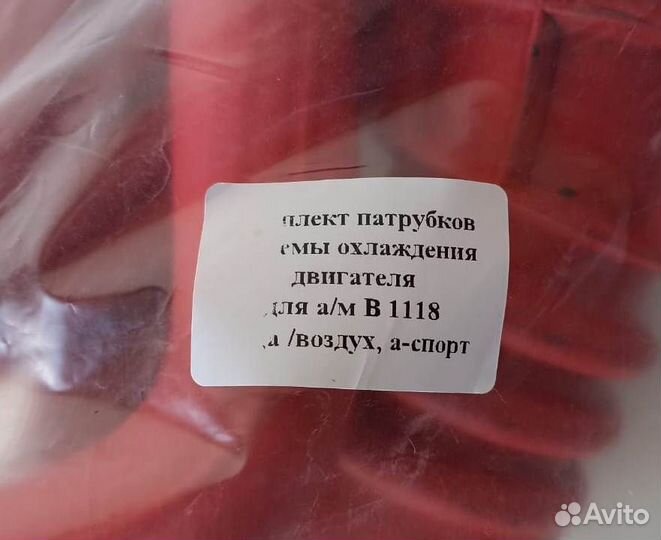 плект патрубков
емы охлаждения
двигателя
для а/м В 1118
а /воздух, а-спорт
Avito